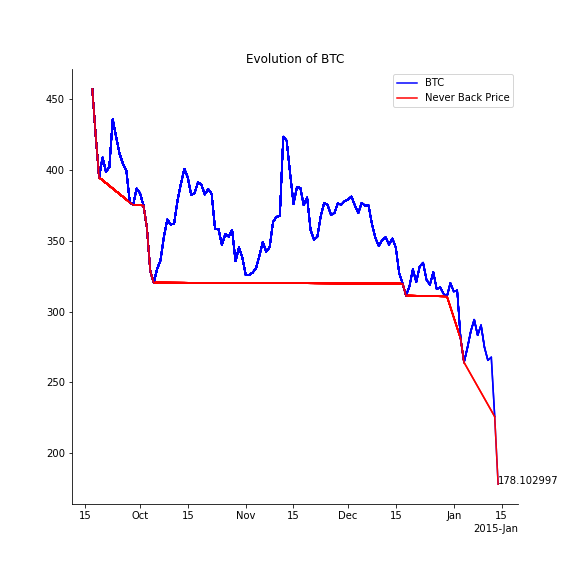 Evolution of BTC
BTC
Never Back Price
450
400
350
300
250
200
178.102997
15
Oct
15
Nov
15
Dec
15
Jan
15
2015-Jan